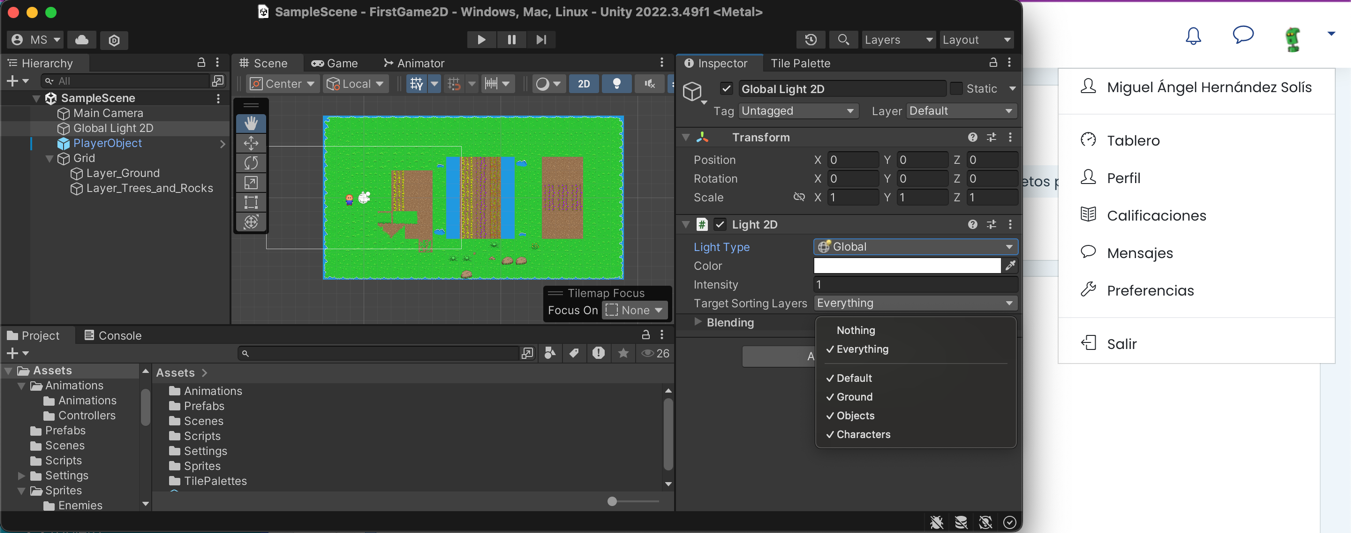 SampleScene - FirstGame2D - Windows, Mac, Linux - Unity 2022.3.49f1 <Metal>
MS
Layers
Layout
Hierarchy
All
SampleScene
Main Camera
Global Light 2D
PlayerObject
Grid
Layer_Ground
Layer_Trees_and_Rocks
Scene
Game
Animator
Center
Local
2D
Tilemap Focus
Focus On
None
Inspector
Tile Palette
Global Light 2D
Static
Tag
Untagged
Layer
Default
Transform
Position
X 0 Y 0 Z 0
Rotation
X 0 Y 0 Z 0
Scale
X 1 Y 1 Z 1
Light 2D
Light Type
Global
Color
Intensity
1
Target Sorting Layers
Everything
Blending
A
Nothing
✓ Everything
✓ Default
✓ Ground
✓ Objects
✓ Characters
Project
Console
26
Assets
Animations
Animations
Controllers
Prefabs
Scenes
Scripts
Settings
Sprites
Enemies
Assets >
Animations
Prefabs
Scenes
Scripts
Settings
Sprites
TilePalettes
etos p
Miguel Ángel Hernández Solís
Tablero
Perfil
Calificaciones
Mensajes
Preferencias
Salir